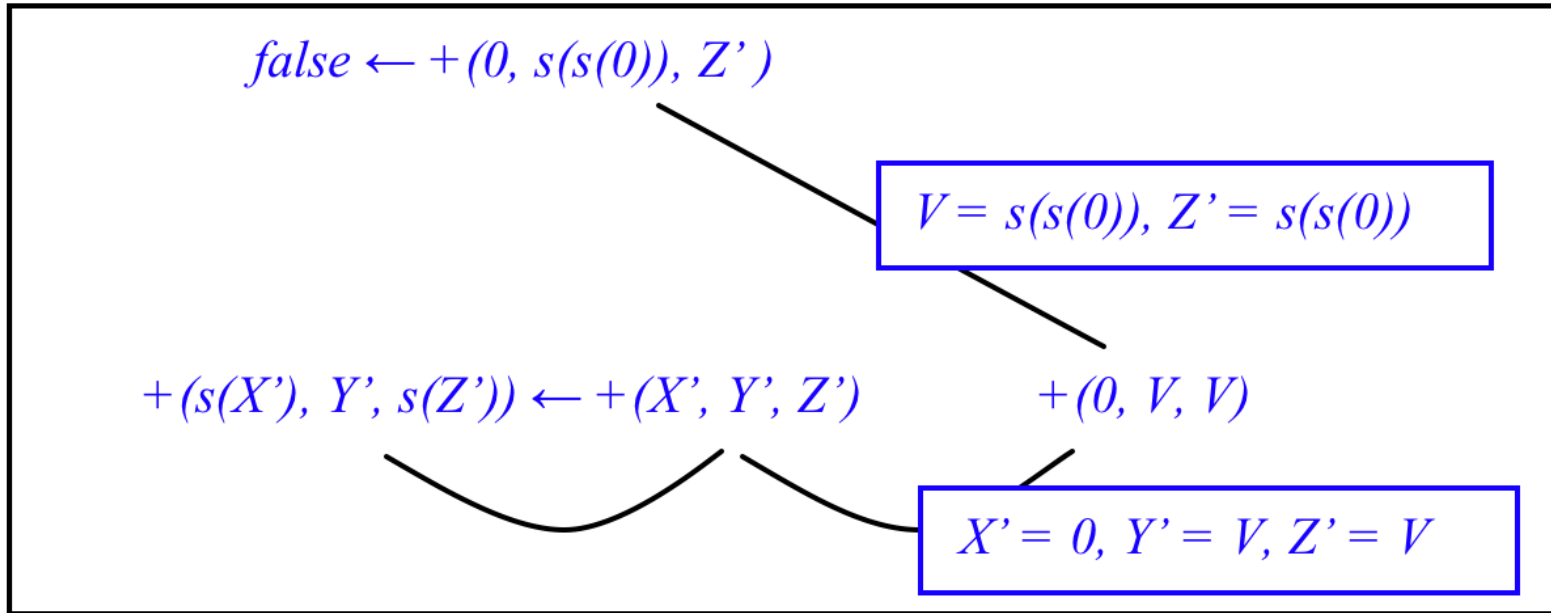 false ← +(0, s(s(0)), Z’ )
V = s(s(0)), Z’ = s(s(0))
+(s(X’), Y’, s(Z’)) ← +(X’, Y’, Z’) +(0, V, V)
X’ = 0, Y’ = V, Z’ = V